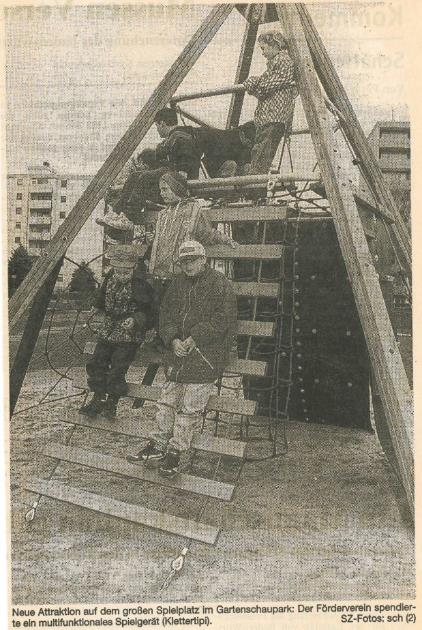 Neue Attraktion auf dem großen Spielplatz im Gartenschaupark: Der Förderverein spendier-
te ein multifunktionales Spielgerät (Klettertipi). SZ-Fotos: sch (2)